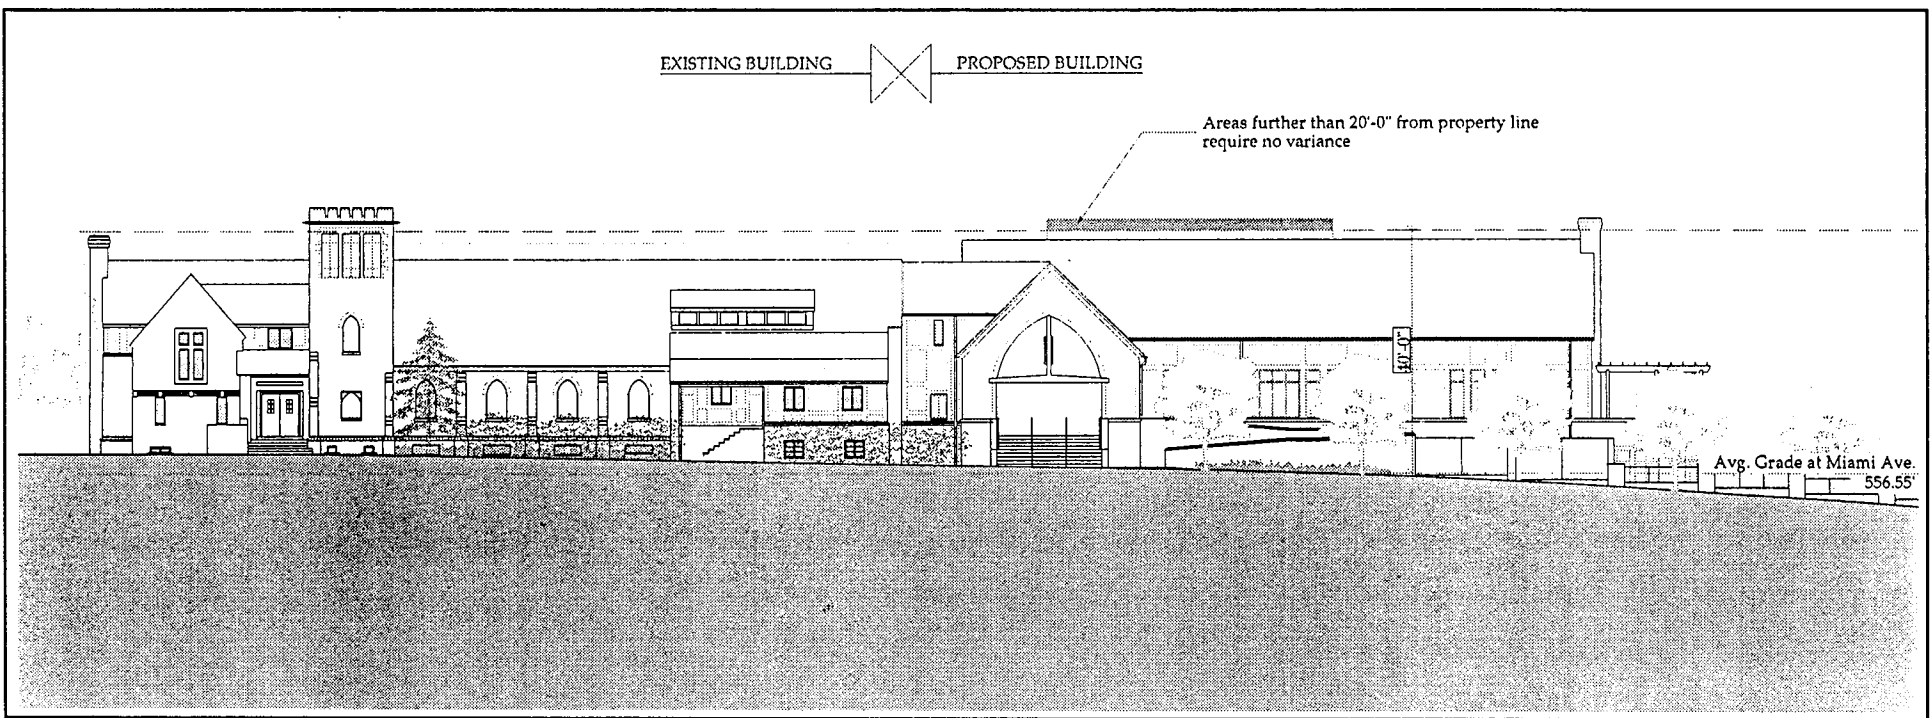 EXISTING BUILDING
PROPOSED BUILDING
Areas further than 20'-0" from property line
require no variance
40'-0"
Avg. Grade at Miami Ave.
556.55'